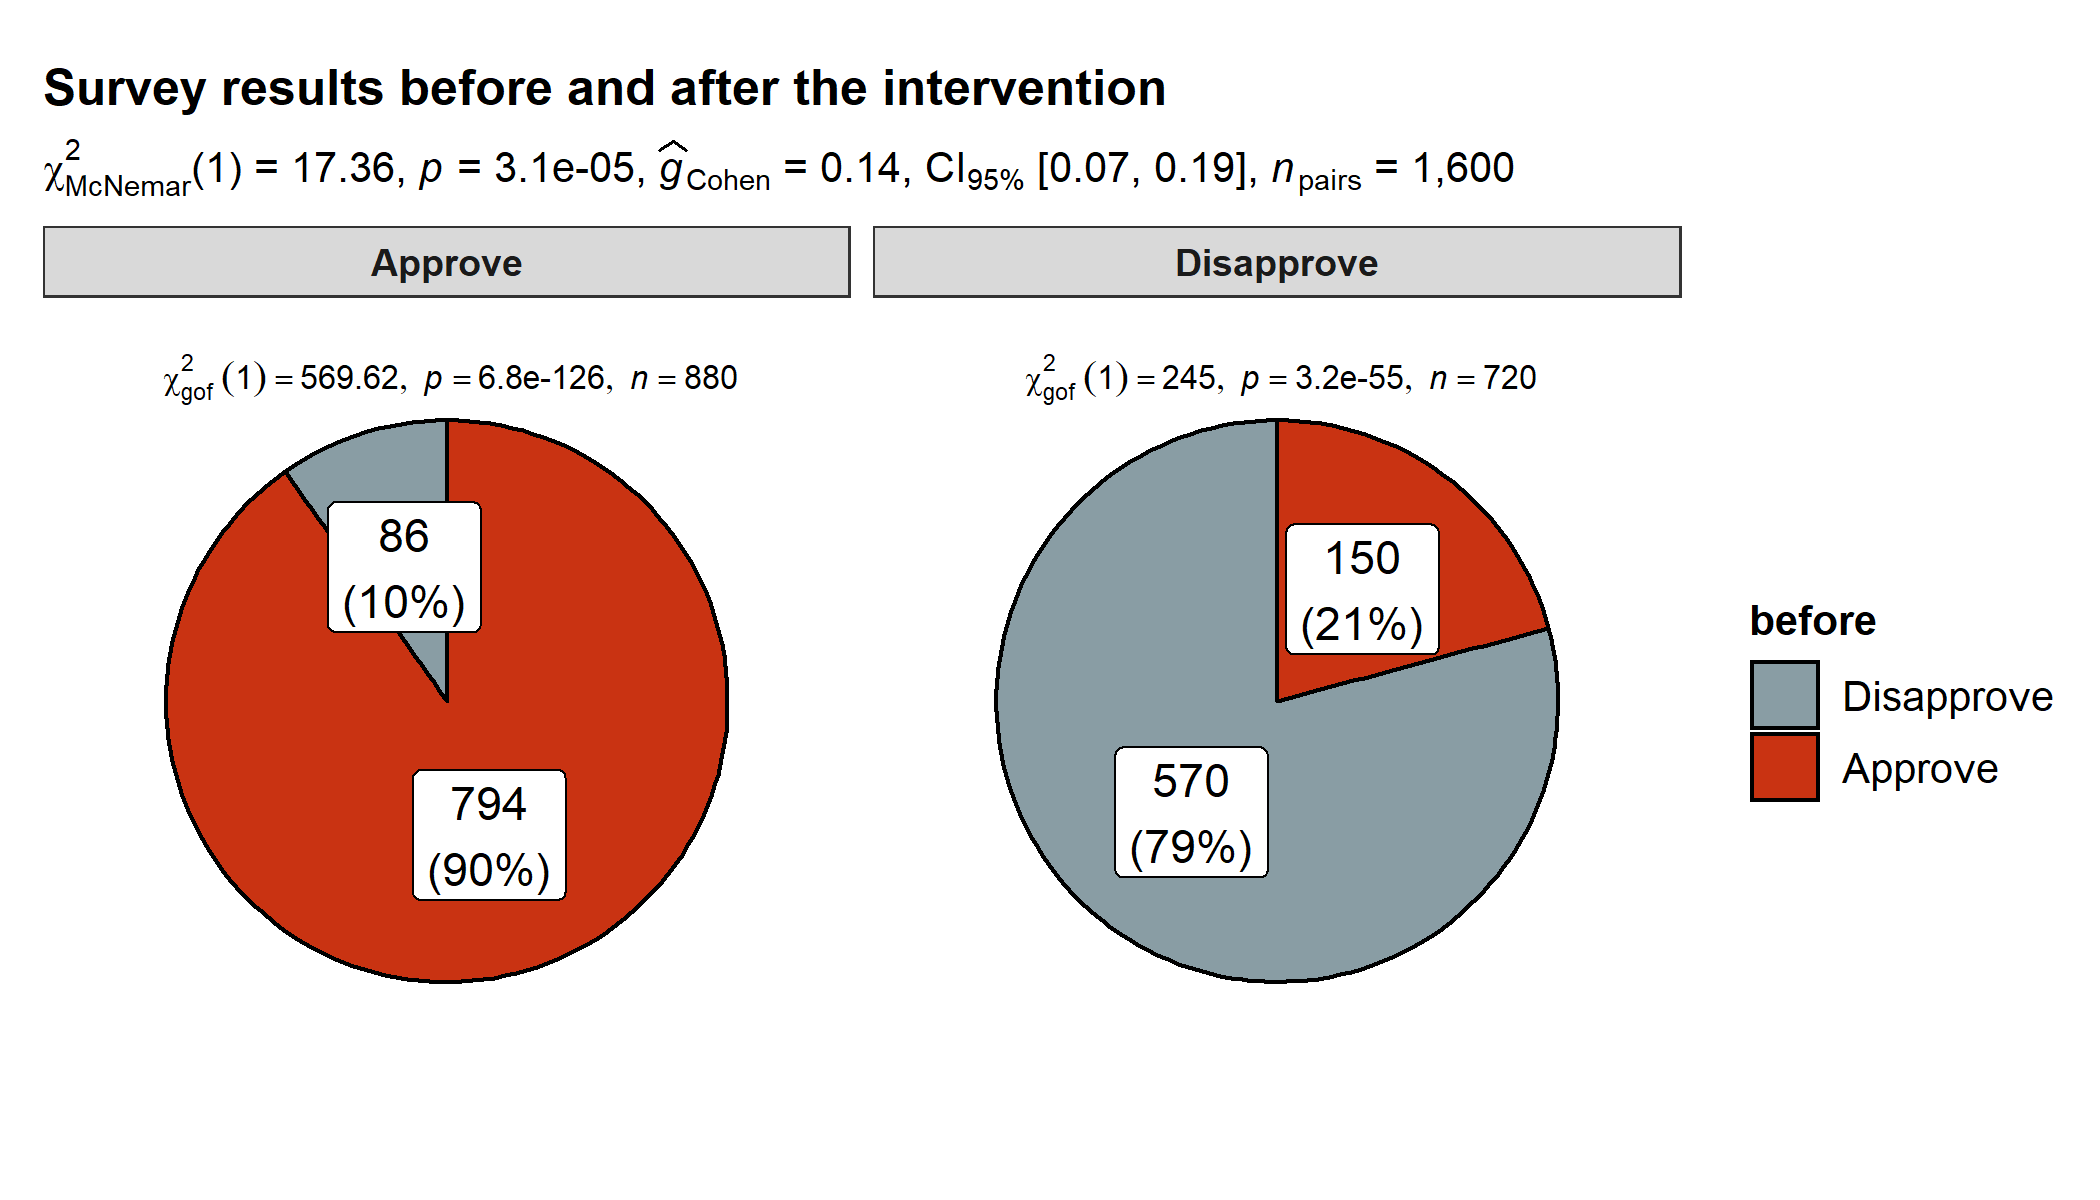 Survey results before and after the intervention
χ²McNemar(1) = 17.36, p = 3.1e-05, ĝCohen = 0.14, CI95% [0.07, 0.19], npairs = 1,600
Approve
Disapprove
χ²gof (1) = 569.62, p = 6.8e-126, n = 880
χ²gof (1) = 245, p = 3.2e-55, n = 720
86
(10%)
794
(90%)
150
(21%)
570
(79%)
before
Disapprove
Approve